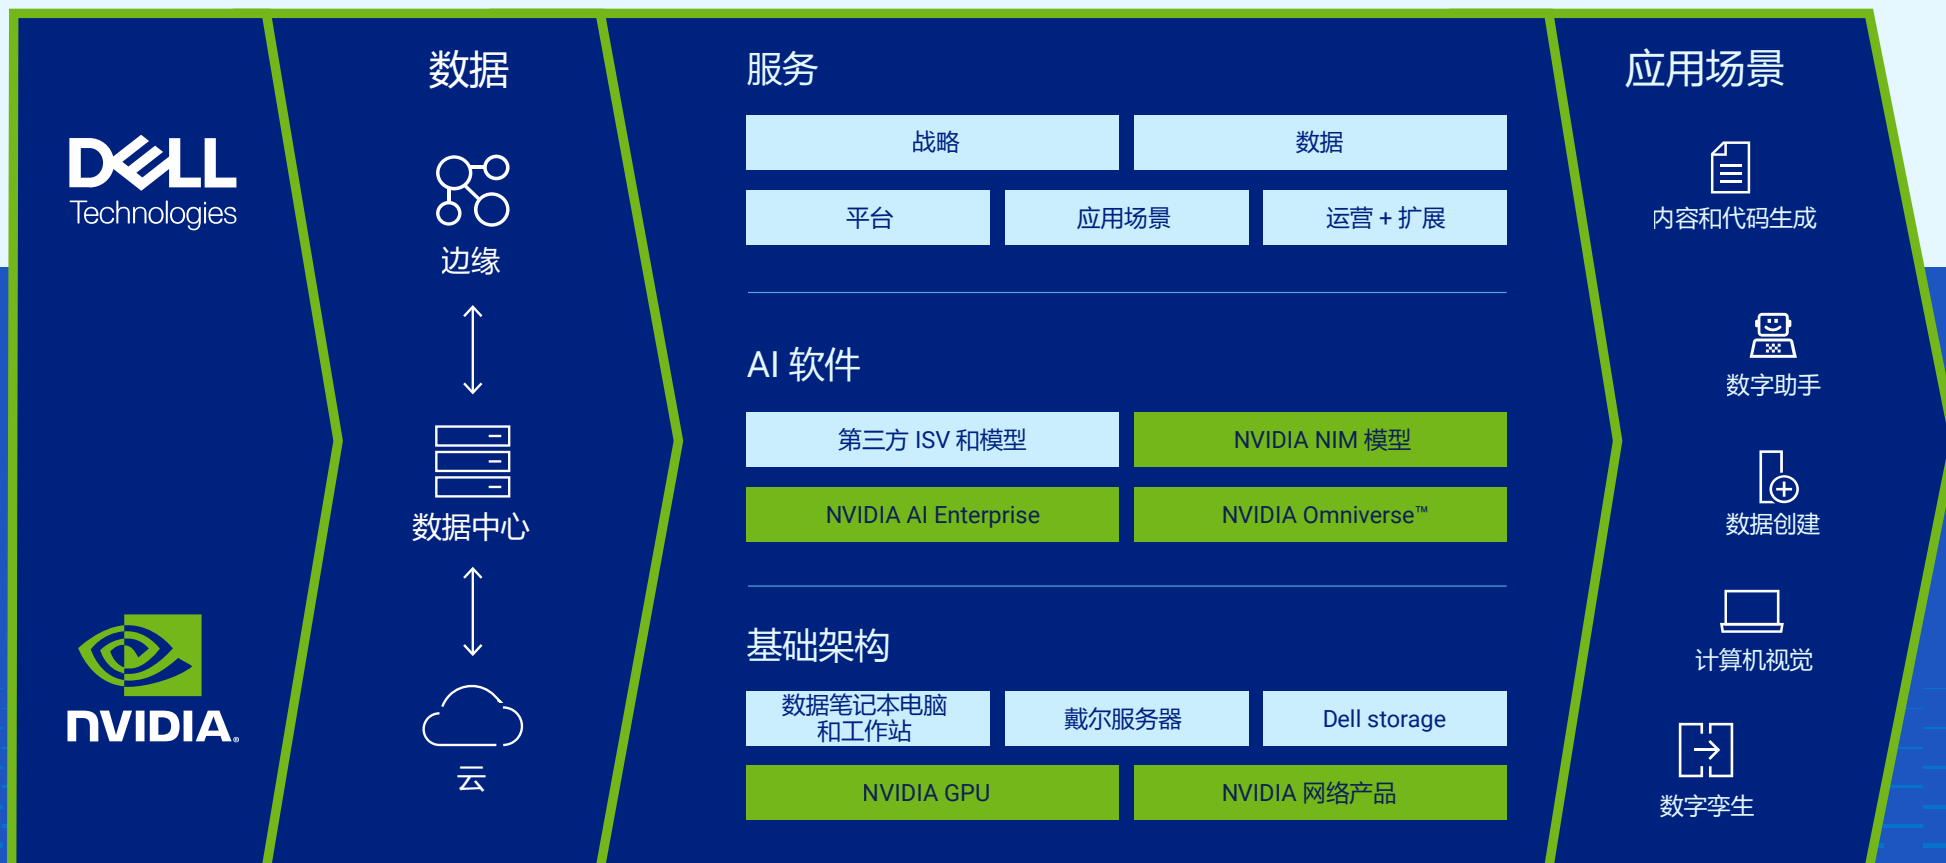 DELL
Technologies
NVIDIA®
数据
边缘
数据中心
云
服务
战略
数据
平台
应用场景
运营 + 扩展
AI 软件
第三方 ISV 和模型
NVIDIA NIM 模型
NVIDIA AI Enterprise
NVIDIA Omniverse™
基础架构
数据笔记本电脑
和工作站
戴尔服务器
Dell storage
NVIDIA GPU
NVIDIA 网络产品
应用场景
内容和代码生成
数字助手
数据创建
计算机视觉
数字孪生